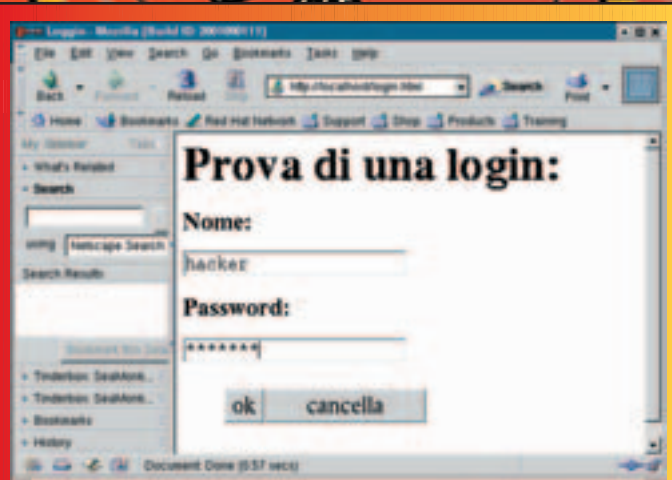 Loggin - Mozilla (Build ID: 2001090111)
File Edit View Search Go Bookmarks Tasks Help
Back Forward Reload Stop http://localhost/login.html Search Print
Home Bookmarks Red Hat Network Support Shop Products Training
My Sidebar Tabs
What's Related
Search
using Netscape Search
Search Results
Bookmark this
Tinderbox: SeaMonk...
Tinderbox: SeaMonk...
Bookmarks
History
Prova di una login:
Nome:
hacker
Password:
*******
ok cancella
Document: Done (0.57 secs)